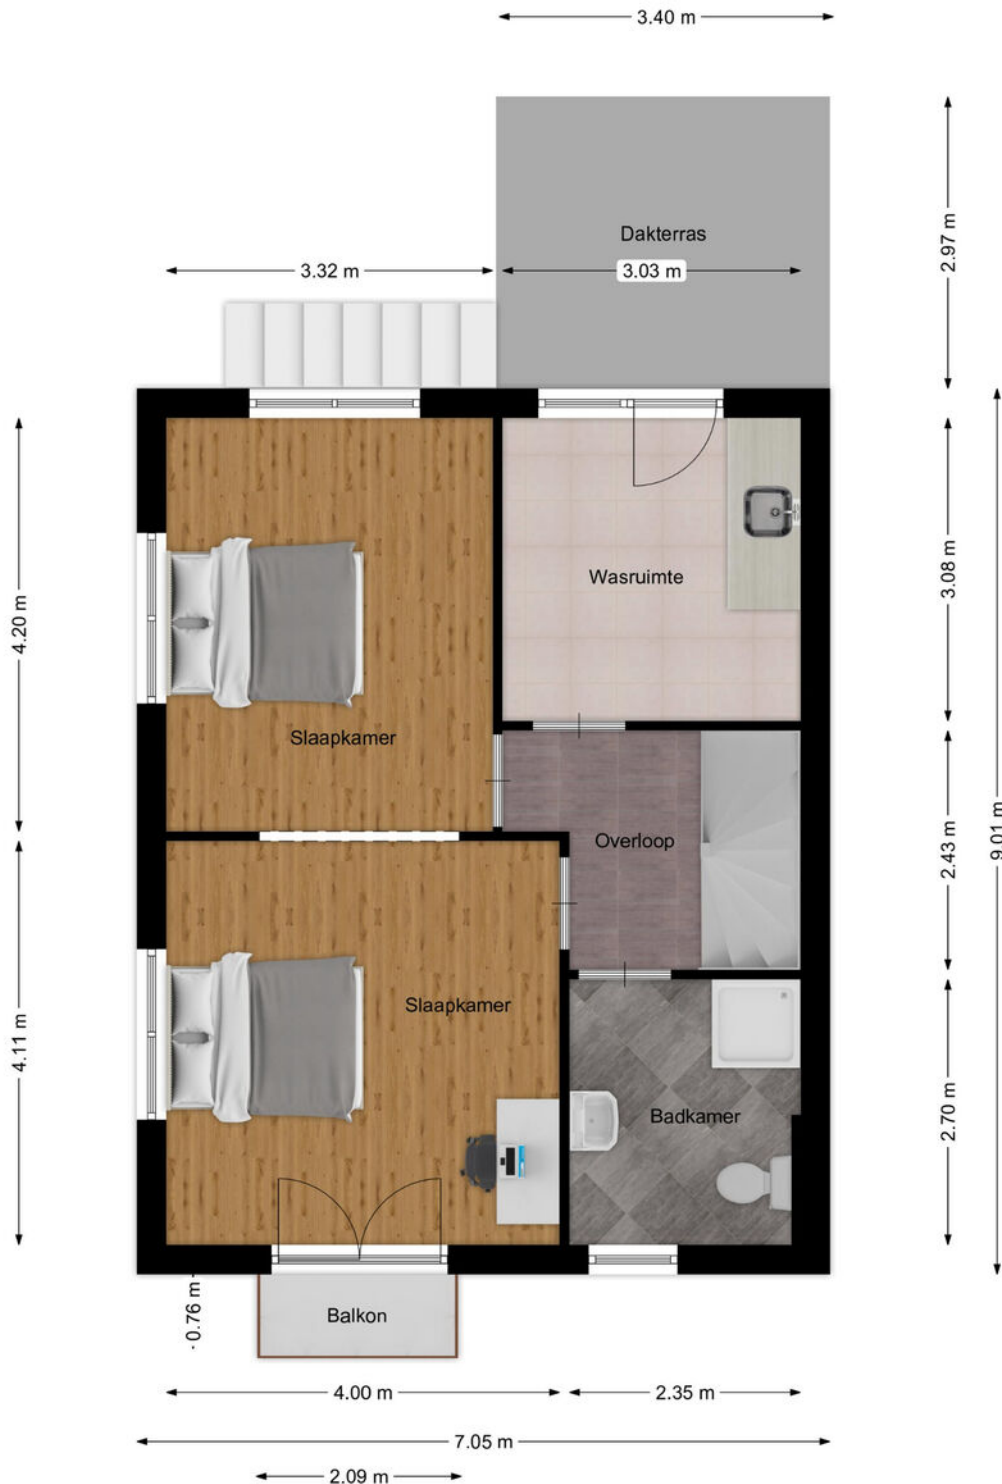 3.40 m
Dakterras
3.32 m
3.03 m
2.97 m
Wasruimte
3.08 m
4.20 m
Slaapkamer
Overloop
2.43 m
9.01 m
Slaapkamer
4.11 m
Badkamer
2.70 m
0.76 m
Balkon
4.00 m
2.35 m
7.05 m
2.09 m